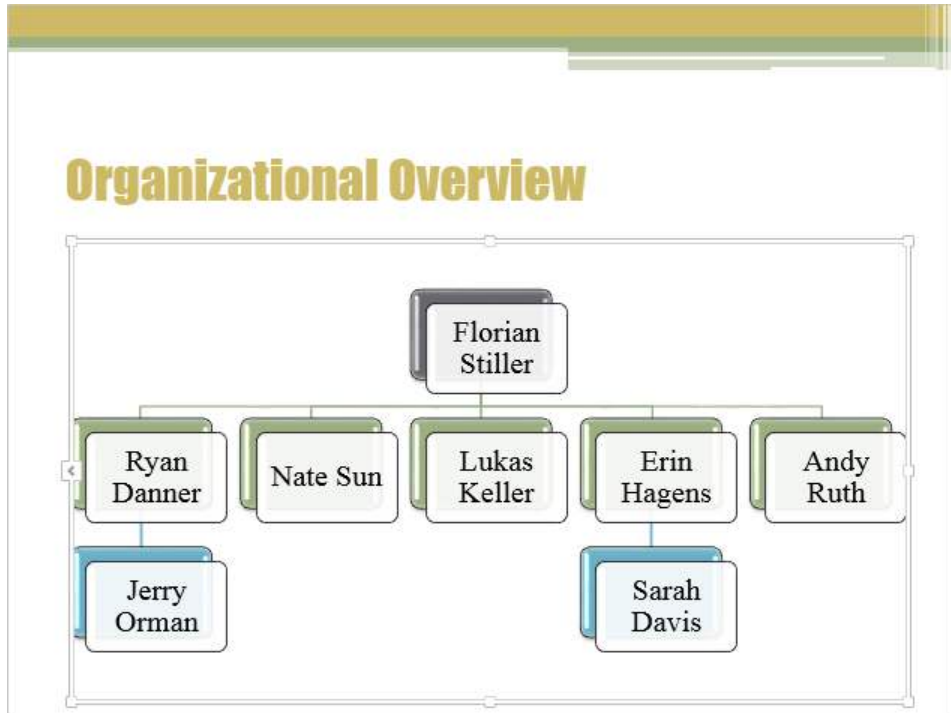 Organizational Overview
Florian
Stiller
Ryan
Danner
Nate Sun
Lukas
Keller
Erin
Hagens
Andy
Ruth
Jerry
Orman
Sarah
Davis